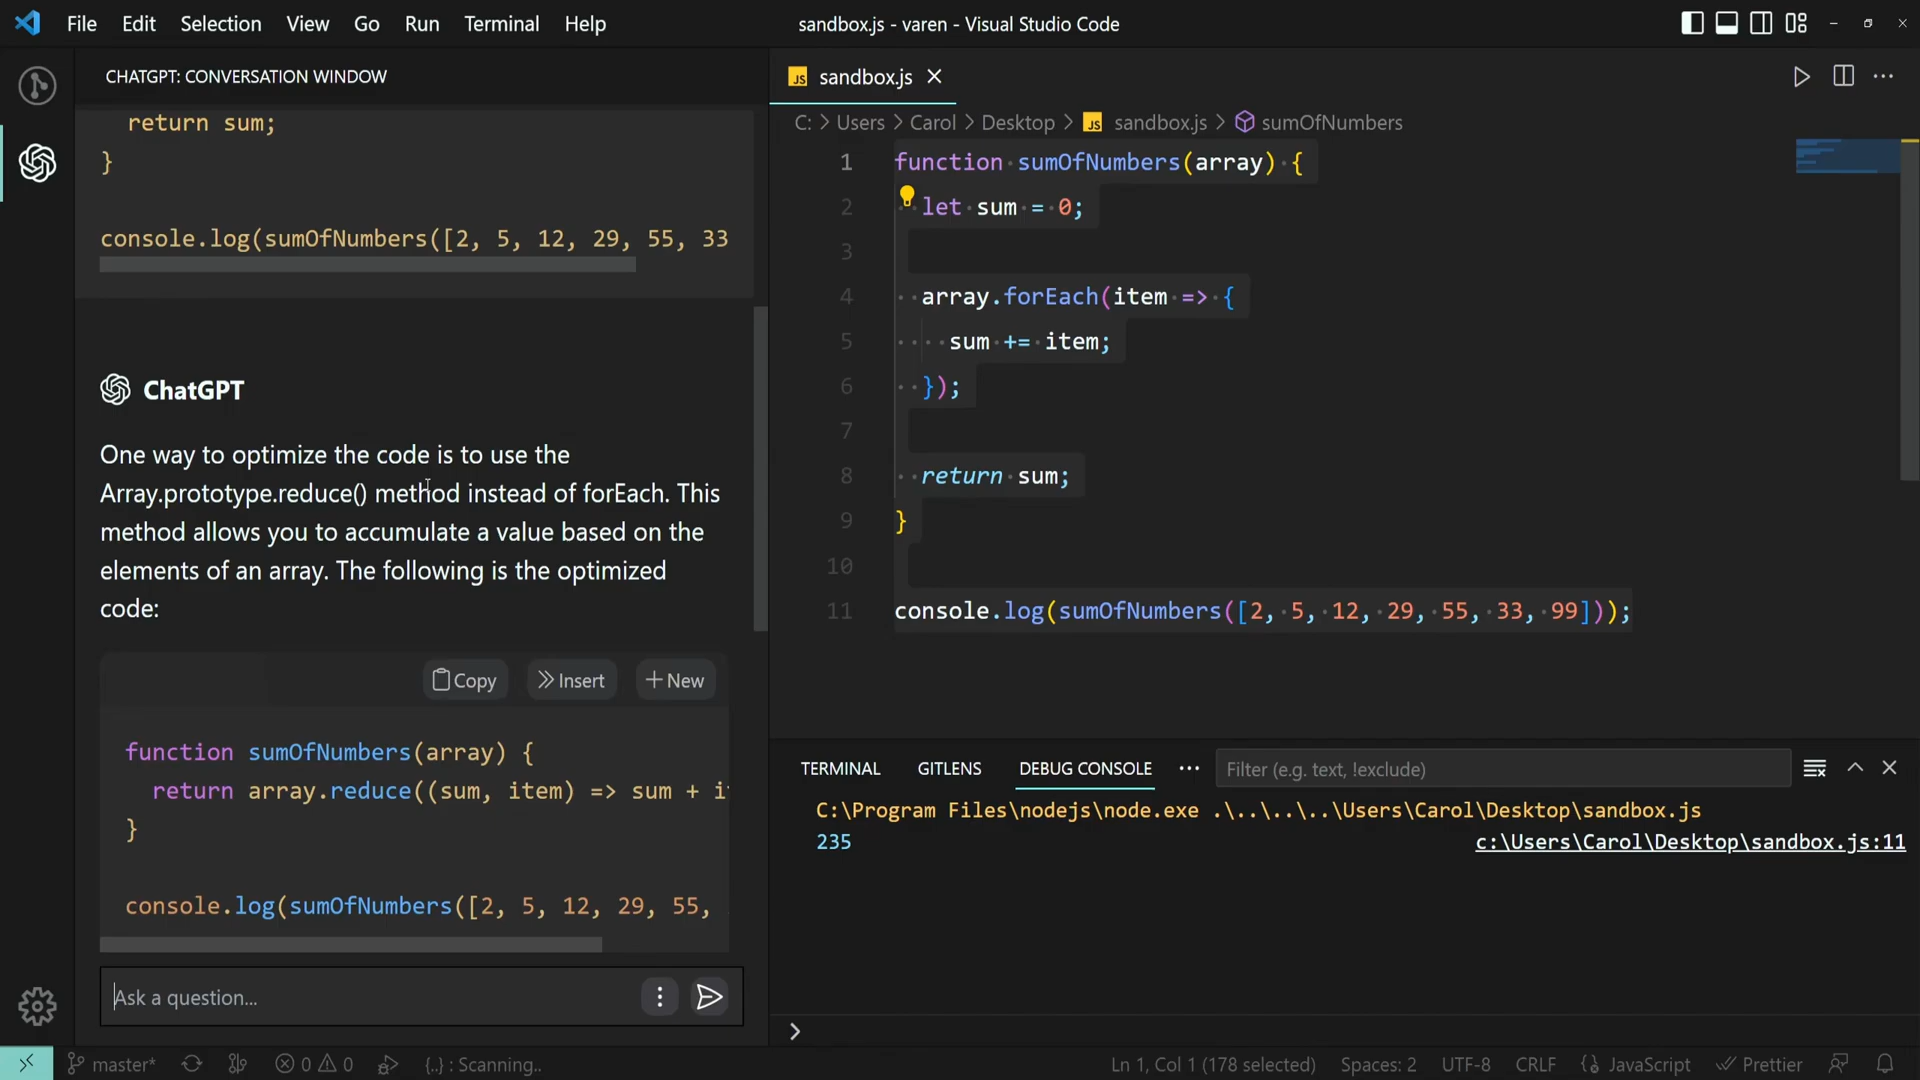 File Edit Selection View Go Run Terminal Help
sandbox.js - varen - Visual Studio Code
CHATGPT: CONVERSATION WINDOW
return sum;
}
console.log(sumOfNumbers([2, 5, 12, 29, 55, 33
ChatGPT
One way to optimize the code is to use the
Array.prototype.reduce() method instead of forEach. This
method allows you to accumulate a value based on the
elements of an array. The following is the optimized
code:
Copy Insert New
function sumOfNumbers(array) {
return array.reduce((sum, item) => sum + i
}
console.log(sumOfNumbers([2, 5, 12, 29, 55,
Ask a question...
JS sandbox.js
C: > Users > Carol > Desktop > JS sandbox.js > sumOfNumbers
1 function sumOfNumbers(array) {
2 let sum = 0;
3
4 array.forEach(item => {
5 sum += item;
6 });
7
8 return sum;
9 }
10
11 console.log(sumOfNumbers([2, 5, 12, 29, 55, 33, 99]));
TERMINAL GITLENS DEBUG CONSOLE ... Filter (e.g. text, !exclude)
C:\Program Files\nodejs\node.exe .\..\..\..\Users\Carol\Desktop\sandbox.js
235 c:\Users\Carol\Desktop\sandbox.js:11
master* 0 0 {..} : Scanning.. Ln 1, Col 1 (178 selected) Spaces: 2 UTF-8 CRLF JavaScript Prettier